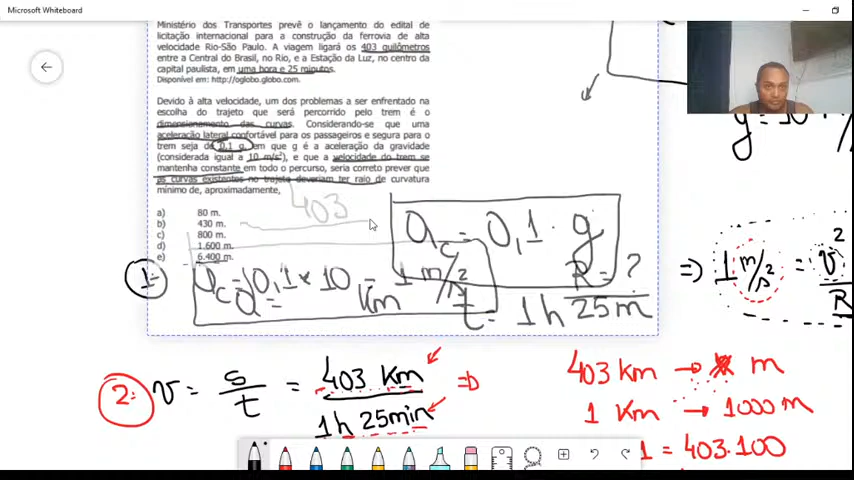 Microsoft Whiteboard
Ministério dos Transportes prevê o lançamento do edital de
licitação internacional para a construção da ferrovia de alta
velocidade Rio-São Paulo. A viagem ligará os 403 quilômetros
entre a Central do Brasil, no Rio, e a Estação da Luz, no centro da
capital paulista, em uma hora e 25 minutos.
Disponível em: http://oglobo.globo.com.
Devido à alta velocidade, um dos problemas a ser enfrentado na
escolha do trajeto que será percorrido pelo trem é o
dimensionamento das curvas. Considerando-se que uma
aceleração lateral confortável para os passageiros e segura para o
trem seja de 0,1 g, em que g é a aceleração da gravidade
(considerada igual a 10 m/s²), e que a velocidade do trem se
mantenha constante em todo o percurso, seria correto prever que
as curvas existentes no trajeto deveriam ter raio de curvatura
mínimo de, aproximadamente,
a) 80 m.
b) 430 m.
c) 800 m.
d) 1.600 m.
e) 6.400 m.
403
ac = 0,1 · g
R = ?
1- ac = 0,1 × 10 = 1 m/s²
Km
t = 1h 25m
⇒ 1 m/s² = v²
R
2- v = s/t = 403 Km
1h 25min
403 Km → m
1 Km → 1000 m
1 = 403.100